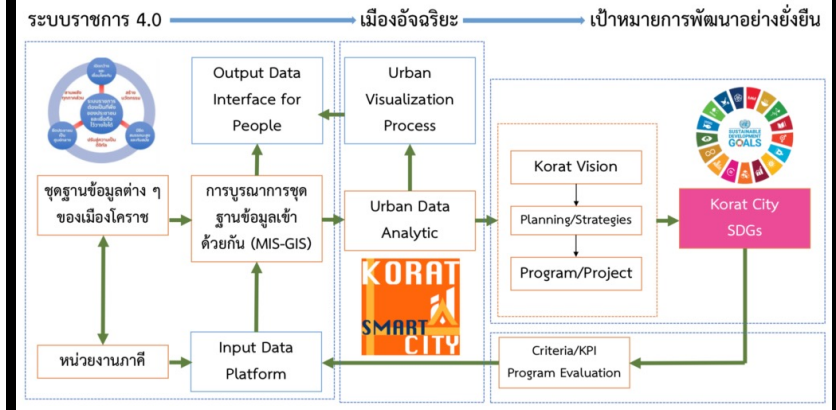 ระบบราชการ 4.0
เมืองอัจฉริยะ
เป้าหมายการพัฒนาอย่างยั่งยืน
Output Data
Interface for
People
Urban
Visualization
Process
SUSTAINABLE
DEVELOPMENT
GOALS
ชุดฐานข้อมูลต่าง ๆ
ของเมืองโคราช
การบูรณาการชุด
ฐานข้อมูลเข้า
ด้วยกัน (MIS-GIS)
Urban Data
Analytic
Korat Vision
Planning/Strategies
Program/Project
Korat City
SDGs
KORAT
SMART
CITY
หน่วยงานภาคี
Input Data
Platform
Criteria/KPI
Program Evaluation